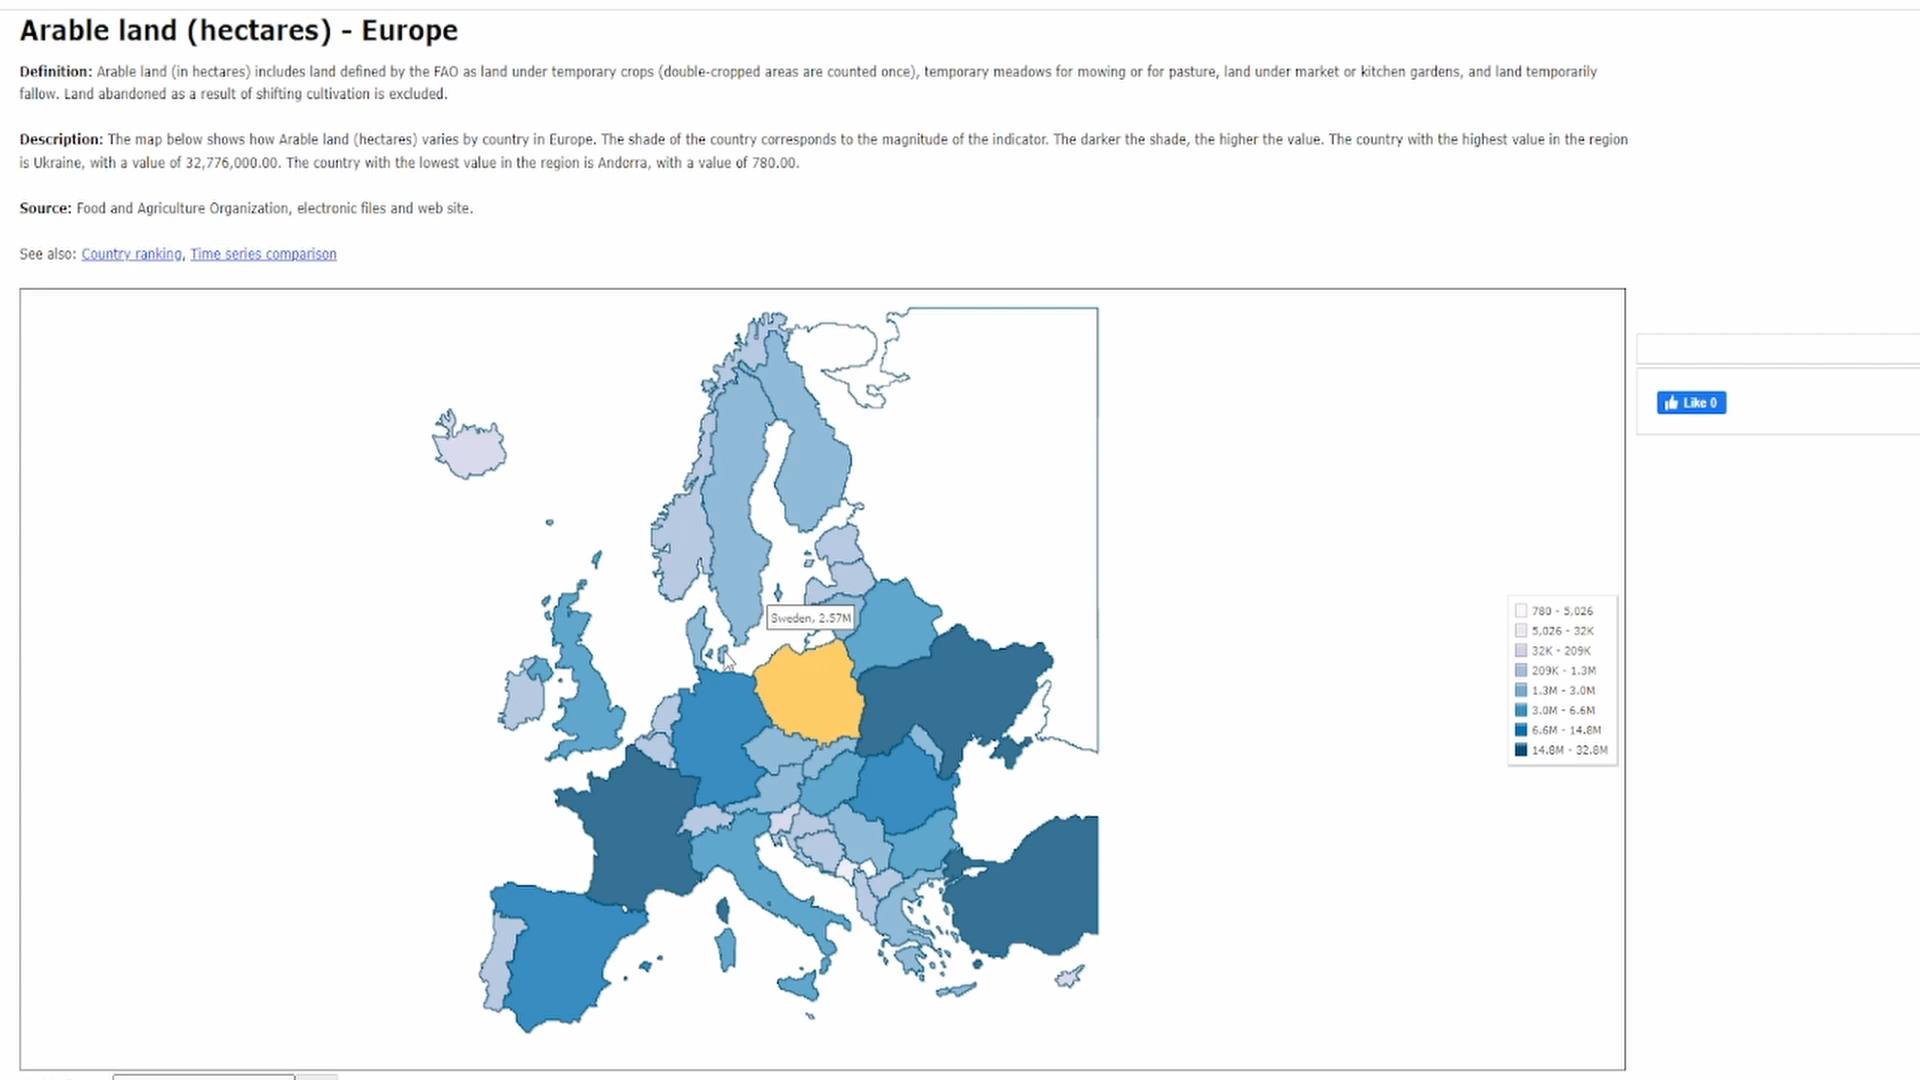 Arable land (hectares) - Europe
Definition: Arable land (in hectares) includes land defined by the FAO as land under temporary crops (double-cropped areas are counted once), temporary meadows for mowing or for pasture, land under market or kitchen gardens, and land temporarily
fallow. Land abandoned as a result of shifting cultivation is excluded.
Description: The map below shows how Arable land (hectares) varies by country in Europe. The shade of the country corresponds to the magnitude of the indicator. The darker the shade, the higher the value. The country with the highest value in the region
is Ukraine, with a value of 32,776,000.00. The country with the lowest value in the region is Andorra, with a value of 780.00.
Source: Food and Agriculture Organization, electronic files and web site.
See also: Country ranking, Time series comparison
Like 0
Sweden, 2.57M
780 - 5,026
5,026 - 32K
32K - 209K
209K - 1.3M
1.3M - 3.0M
3.0M - 6.6M
6.6M - 14.8M
14.8M - 32.8M